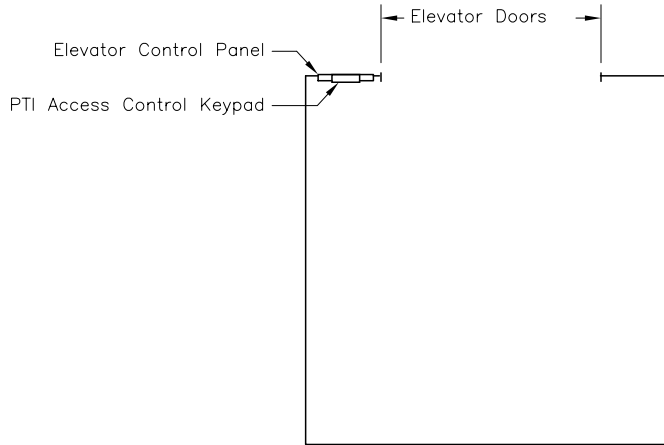 Elevator Doors
Elevator Control Panel
PTI Access Control Keypad